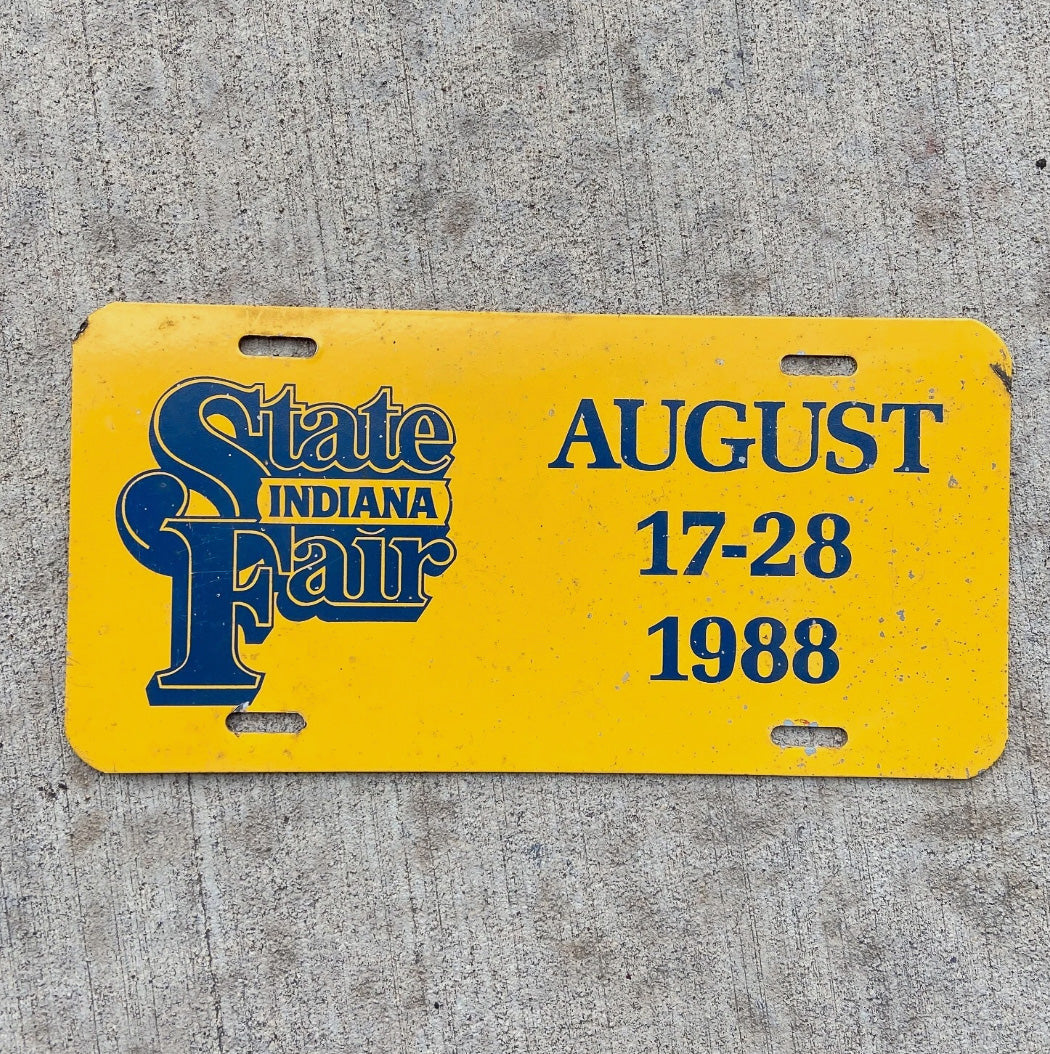 State
INDIANA
Fair
AUGUST
17-28
1988